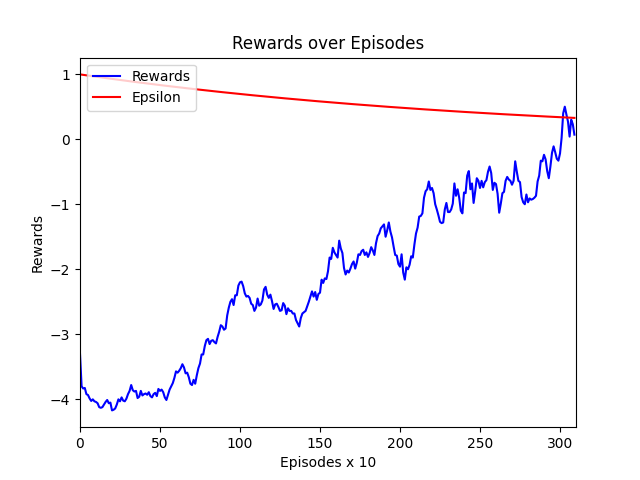 Rewards over Episodes
Rewards
Epsilon
1
0
−1
−2
−3
−4
Rewards
0 50 100 150 200 250 300
Episodes x 10